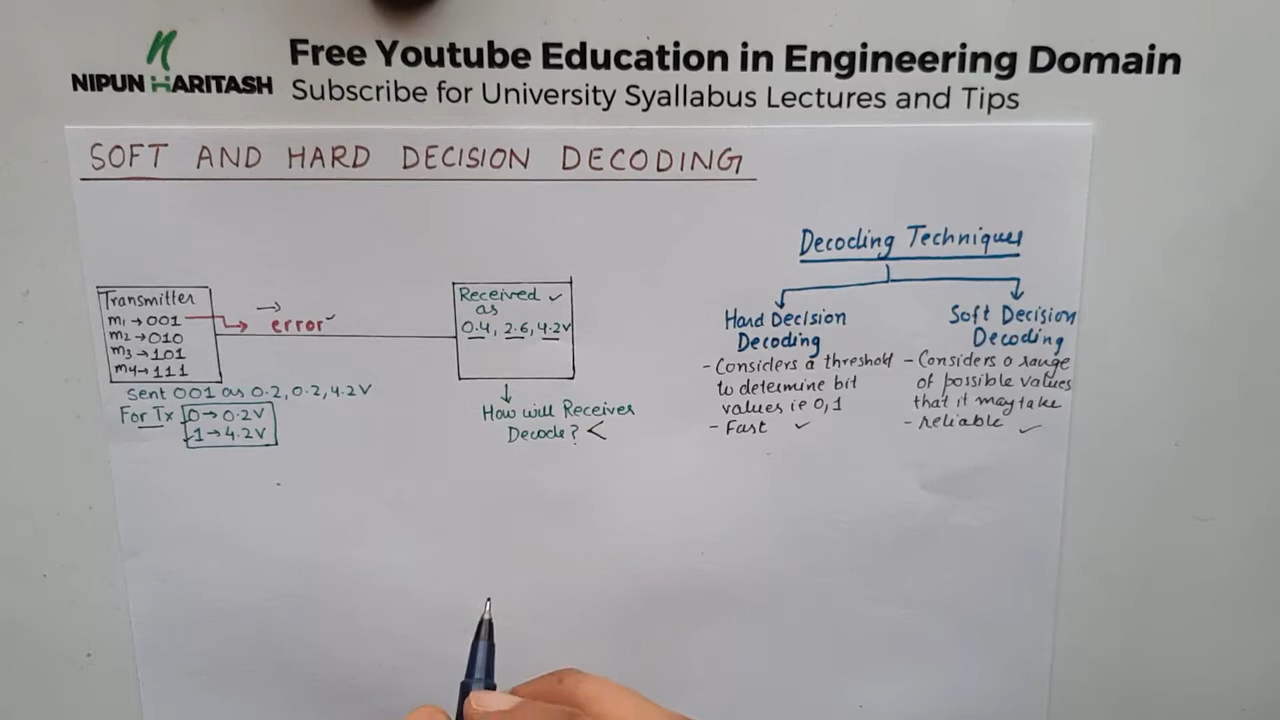 NIPUN HARITASH
Free Youtube Education in Engineering Domain
Subscribe for University Syallabus Lectures and Tips
SOFT AND HARD DECISION DECODING
Transmitter
m1 → 001
m2 → 010
m3 → 101
m4 → 111
error
Sent 001 as 0.2, 0.2, 4.2V
For Tx
0 → 0.2V
1 → 4.2V
Received
as
0.4, 2.6, 4.2V
How will Receivers
Decode?
Decoding Techniques
Hard Decision
Decoding
- Considers a threshold
to determine bit
values ie 0,1
- Fast
Soft Decision
Decoding
- Considers a range
of possible values
that it may take
- reliable